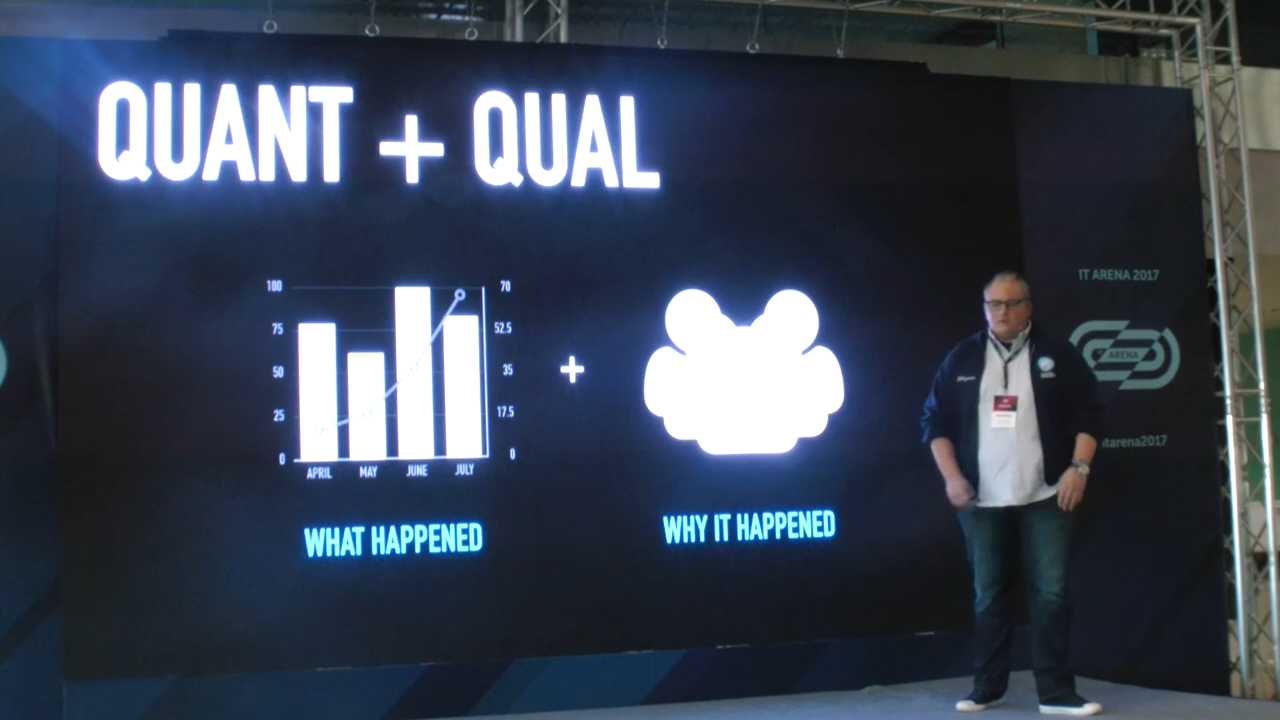 QUANT + QUAL
100
75
50
25
0
70
52.5
35
17.5
0
APRIL MAY JUNE JULY
+
WHAT HAPPENED
WHY IT HAPPENED
IT ARENA 2017
ARENA
itarena2017